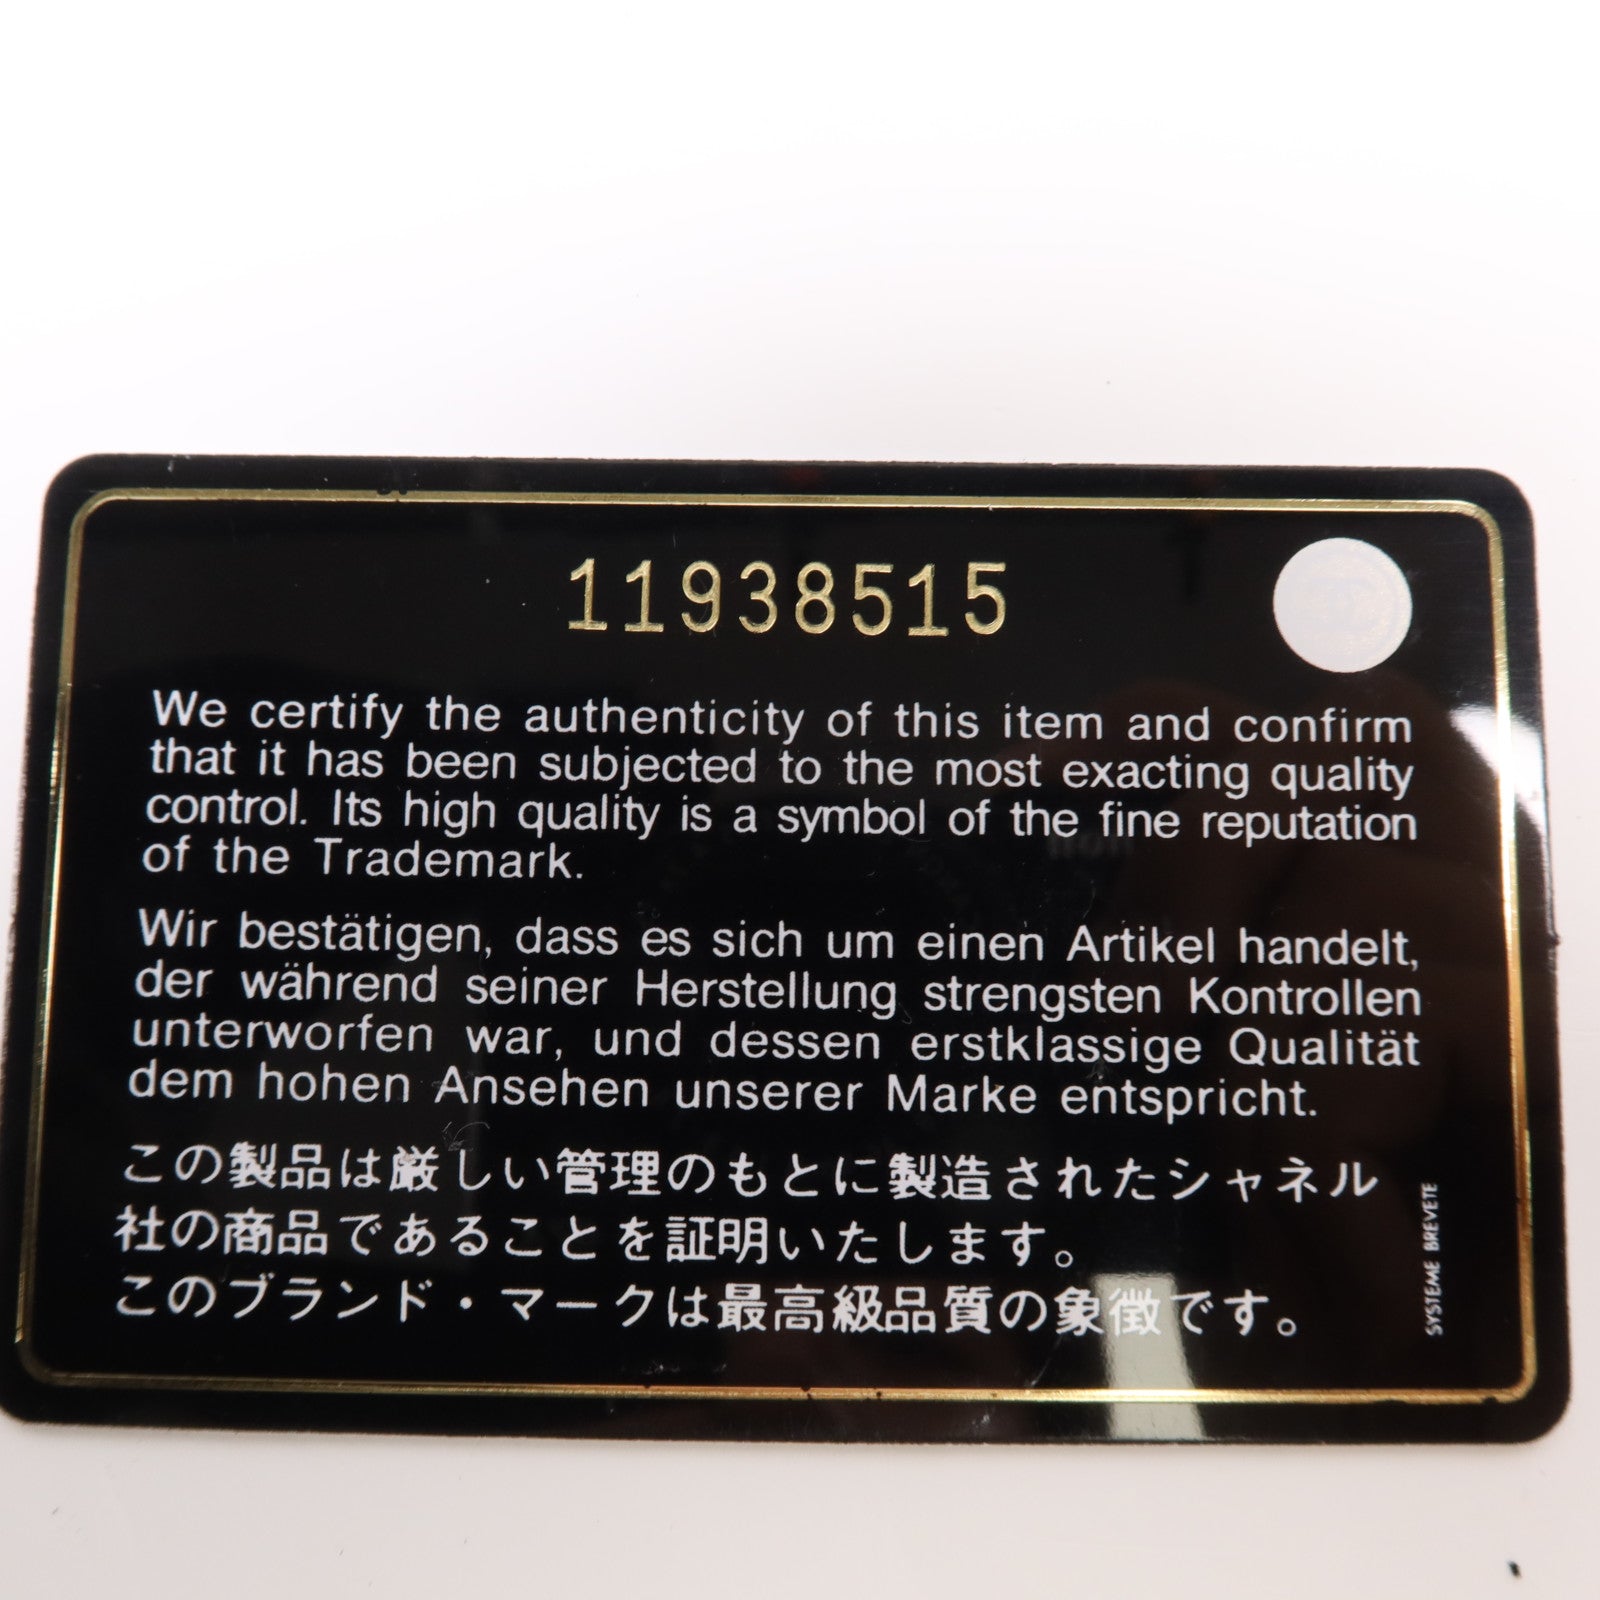 11938515
We certify the authenticity of this item and confirm
that it has been subjected to the most exacting quality
control. Its high quality is a symbol of the fine reputation
of the Trademark.
Wir bestätigen, dass es sich um einen Artikel handelt,
der während seiner Herstellung strengsten Kontrollen
unterworfen war, und dessen erstklassige Qualität
dem hohen Ansehen unserer Marke entspricht.
この製品は厳しい管理のもとに製造されたシャネル
社の商品であることを証明いたします。
このブランド・マークは最高級品質の象徴です。
SYSTEME BREVETE